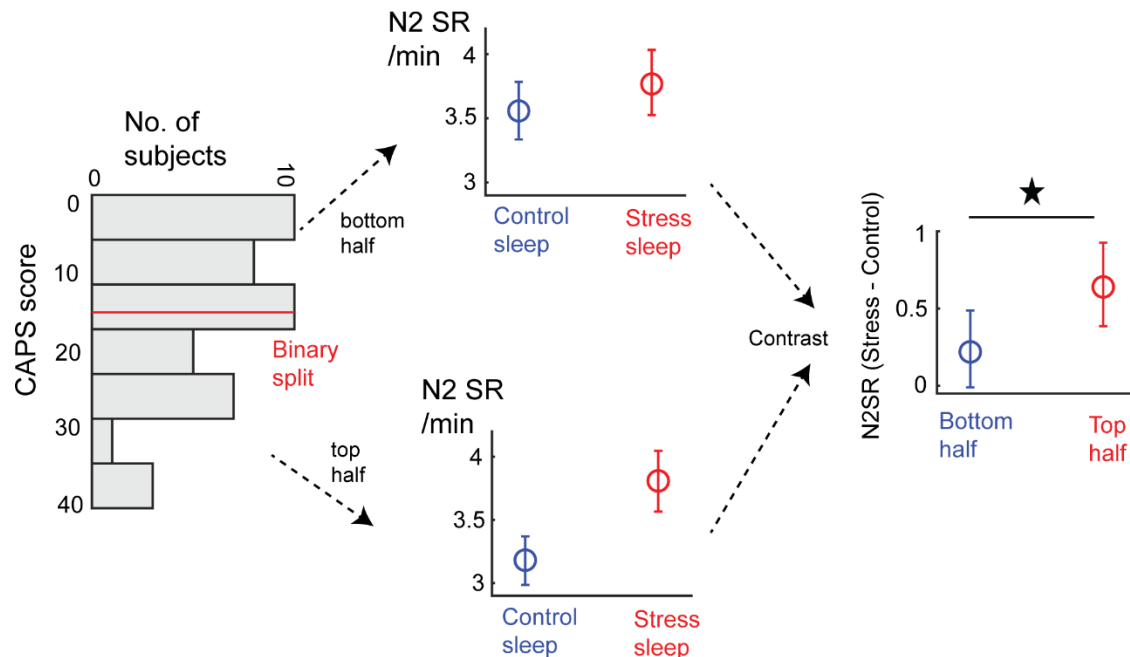 No. of
subjects
0
10
CAPS score
0
10
20
30
40
Binary
split
bottom
half
top
half
N2 SR
/min
4
3.5
3
Control
sleep
Stress
sleep
N2 SR
/min
4
3.5
3
Control
sleep
Stress
sleep
Contrast
N2SR (Stress - Control)
1
0.5
0
Bottom
half
Top
half